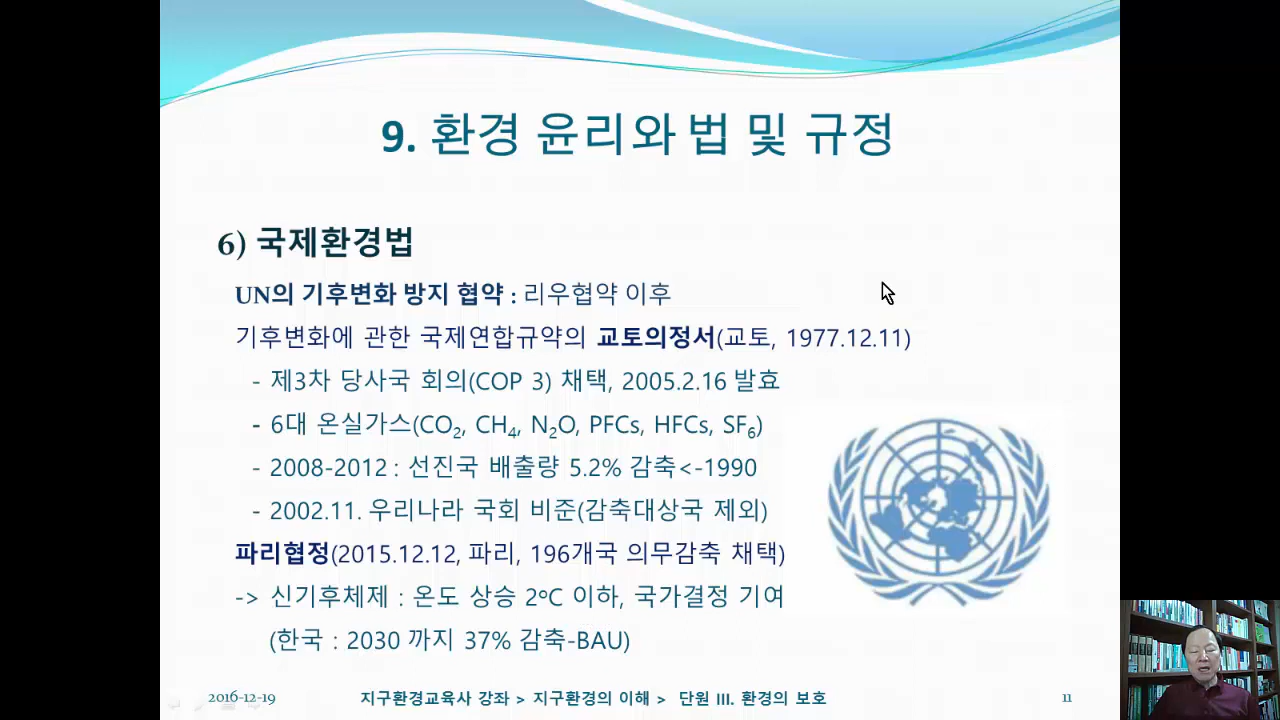 9. 환경 윤리와 법 및 규정
6) 국제환경법
UN의 기후변화 방지 협약 : 리우협약 이후
기후변화에 관한 국제연합규약의 교토의정서(교토, 1977.12.11)
- 제3차 당사국 회의(COP 3) 채택, 2005.2.16 발효
- 6대 온실가스(CO₂, CH₄, N₂O, PFCs, HFCs, SF₆)
- 2008-2012 : 선진국 배출량 5.2% 감축<-1990
- 2002.11. 우리나라 국회 비준(감축대상국 제외)
파리협정(2015.12.12, 파리, 196개국 의무감축 채택)
-> 신기후체제 : 온도 상승 2ºC 이하, 국가결정 기여
(한국 : 2030 까지 37% 감축-BAU)
2016-12-19 지구환경교육사 강좌 > 지구환경의 이해 > 단원 III. 환경의 보호 11